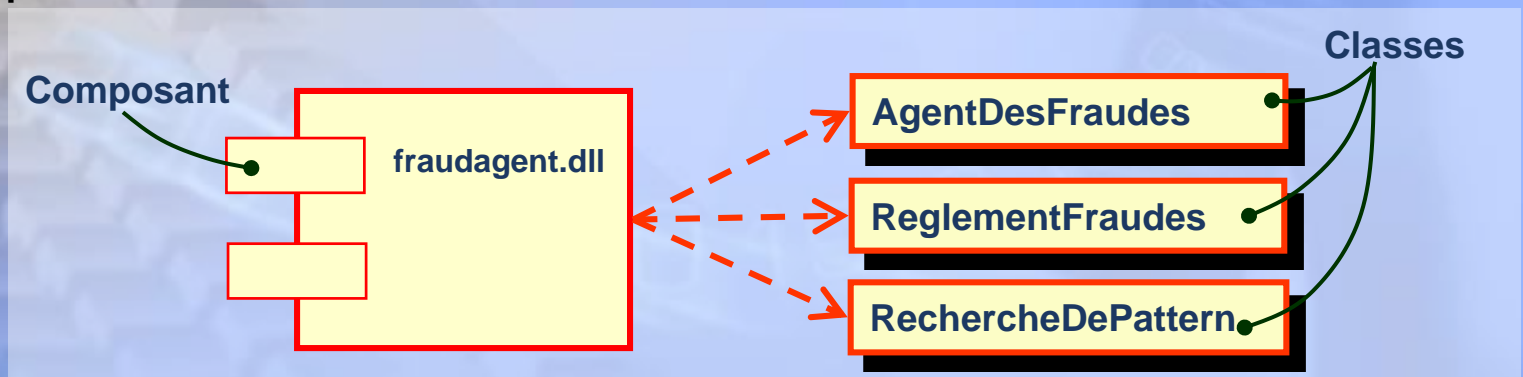 Classes
Composant
AgentDesFraudes
fraudagent.dll
ReglementFraudes
RechercheDePattern